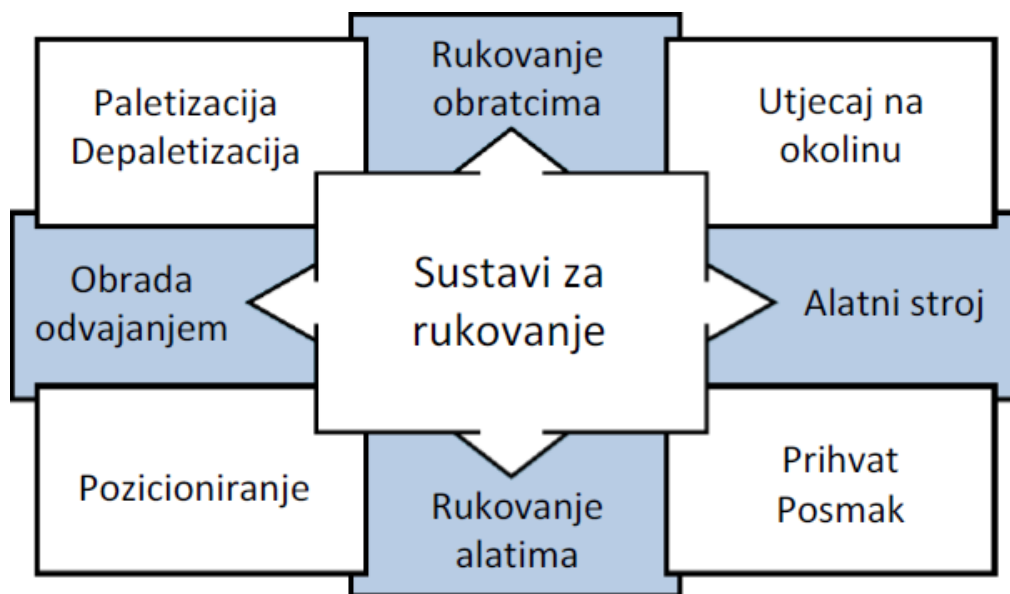 Paletizacija
Depaletizacija
Rukovanje
obratcima
Utjecaj na
okolinu
Obrada
odvajanjem
Sustavi za
rukovanje
Alatni stroj
Pozicioniranje
Rukovanje
alatima
Prihvat
Posmak